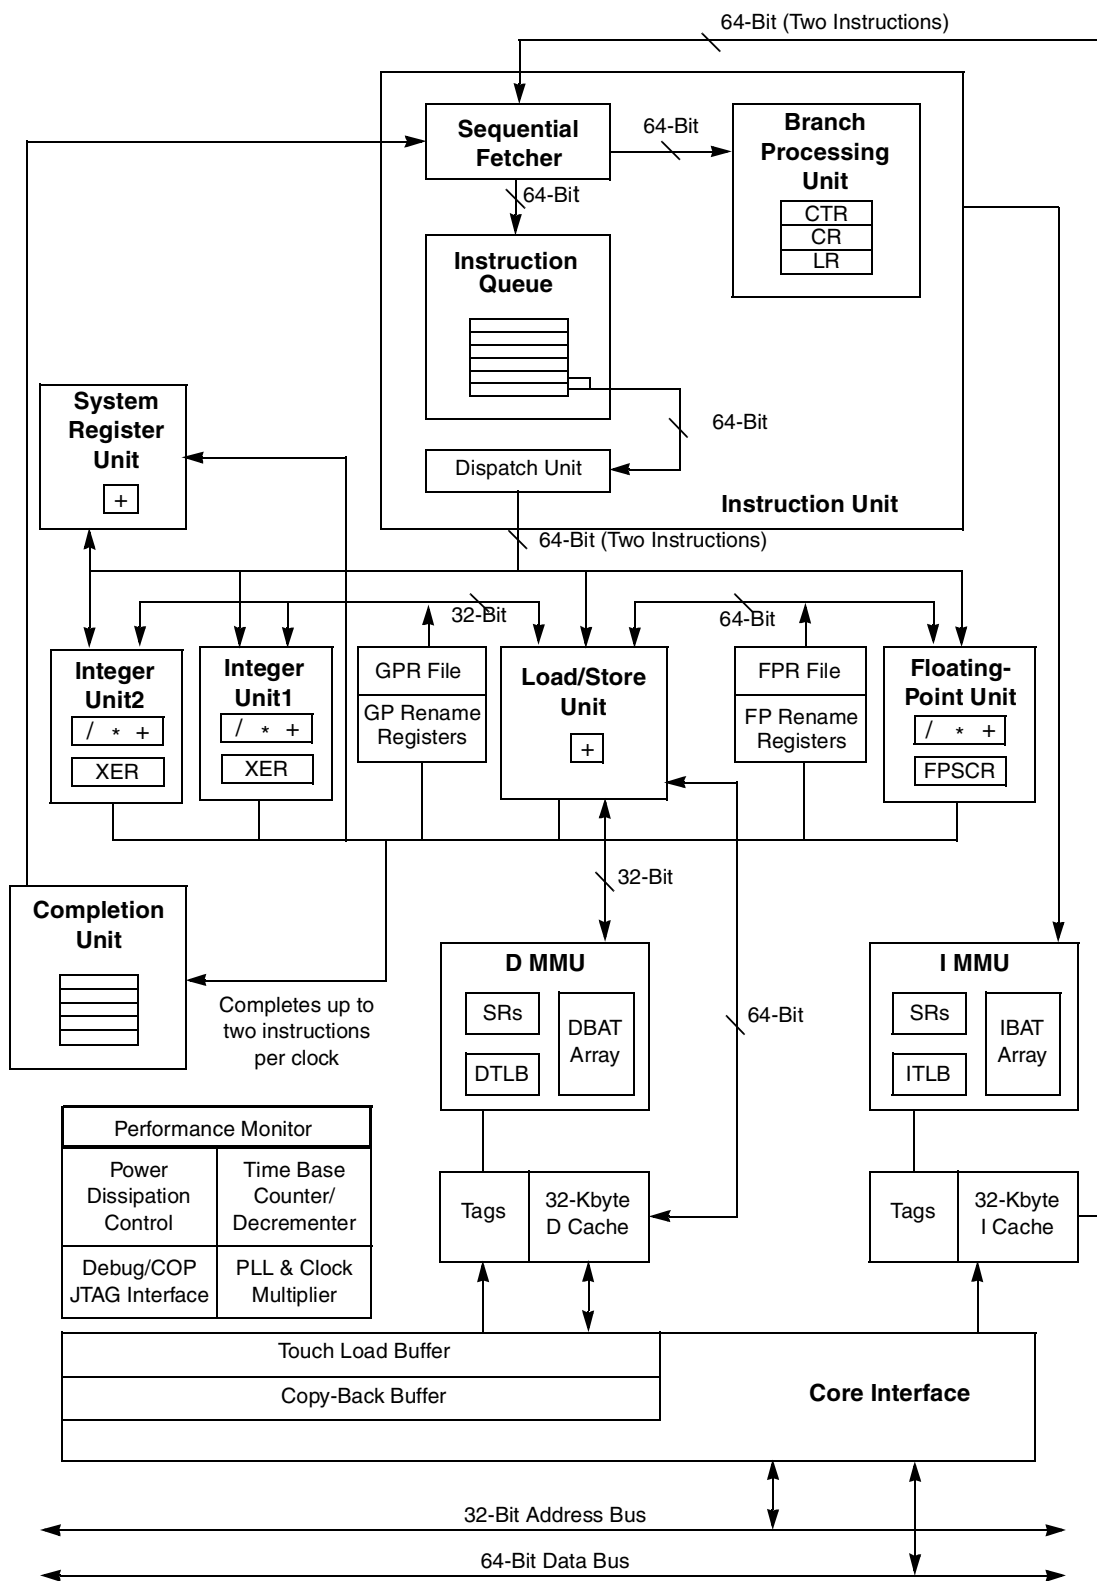 64-Bit (Two Instructions)
Sequential
Fetcher
64-Bit
Branch
Processing
Unit
CTR
CR
LR
64-Bit
Instruction
Queue
System
Register
Unit
+
64-Bit
Dispatch Unit
Instruction Unit
64-Bit (Two Instructions)
32-Bit
64-Bit
Integer
Unit2
/ * +
XER
Integer
Unit1
/ * +
XER
GPR File
GP Rename
Registers
Load/Store
Unit
+
FPR File
FP Rename
Registers
Floating-
Point Unit
/ * +
FPSCR
32-Bit
Completion
Unit
Completes up to
two instructions
per clock
D MMU
SRs
DTLB
DBAT
Array
64-Bit
I MMU
SRs
ITLB
IBAT
Array
Performance Monitor
Power
Dissipation
Control
Time Base
Counter/
Decrementer
Debug/COP
JTAG Interface
PLL & Clock
Multiplier
Tags
32-Kbyte
D Cache
Tags
32-Kbyte
I Cache
Touch Load Buffer
Copy-Back Buffer
Core Interface
32-Bit Address Bus
64-Bit Data Bus